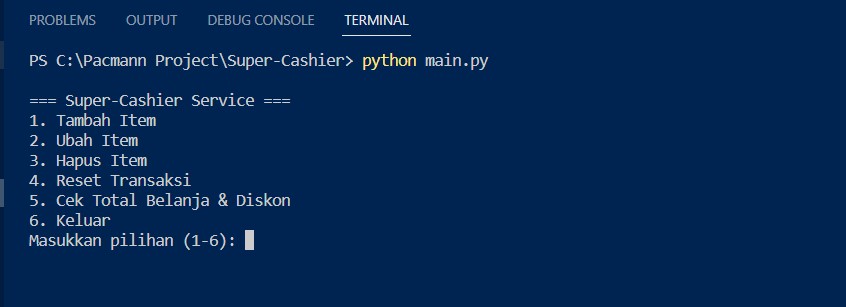 PROBLEMS OUTPUT DEBUG CONSOLE TERMINAL
PS C:\Pacmann Project\Super-Cashier> python main.py
=== Super-Cashier Service ===
1. Tambah Item
2. Ubah Item
3. Hapus Item
4. Reset Transaksi
5. Cek Total Belanja & Diskon
6. Keluar
Masukkan pilihan (1-6):